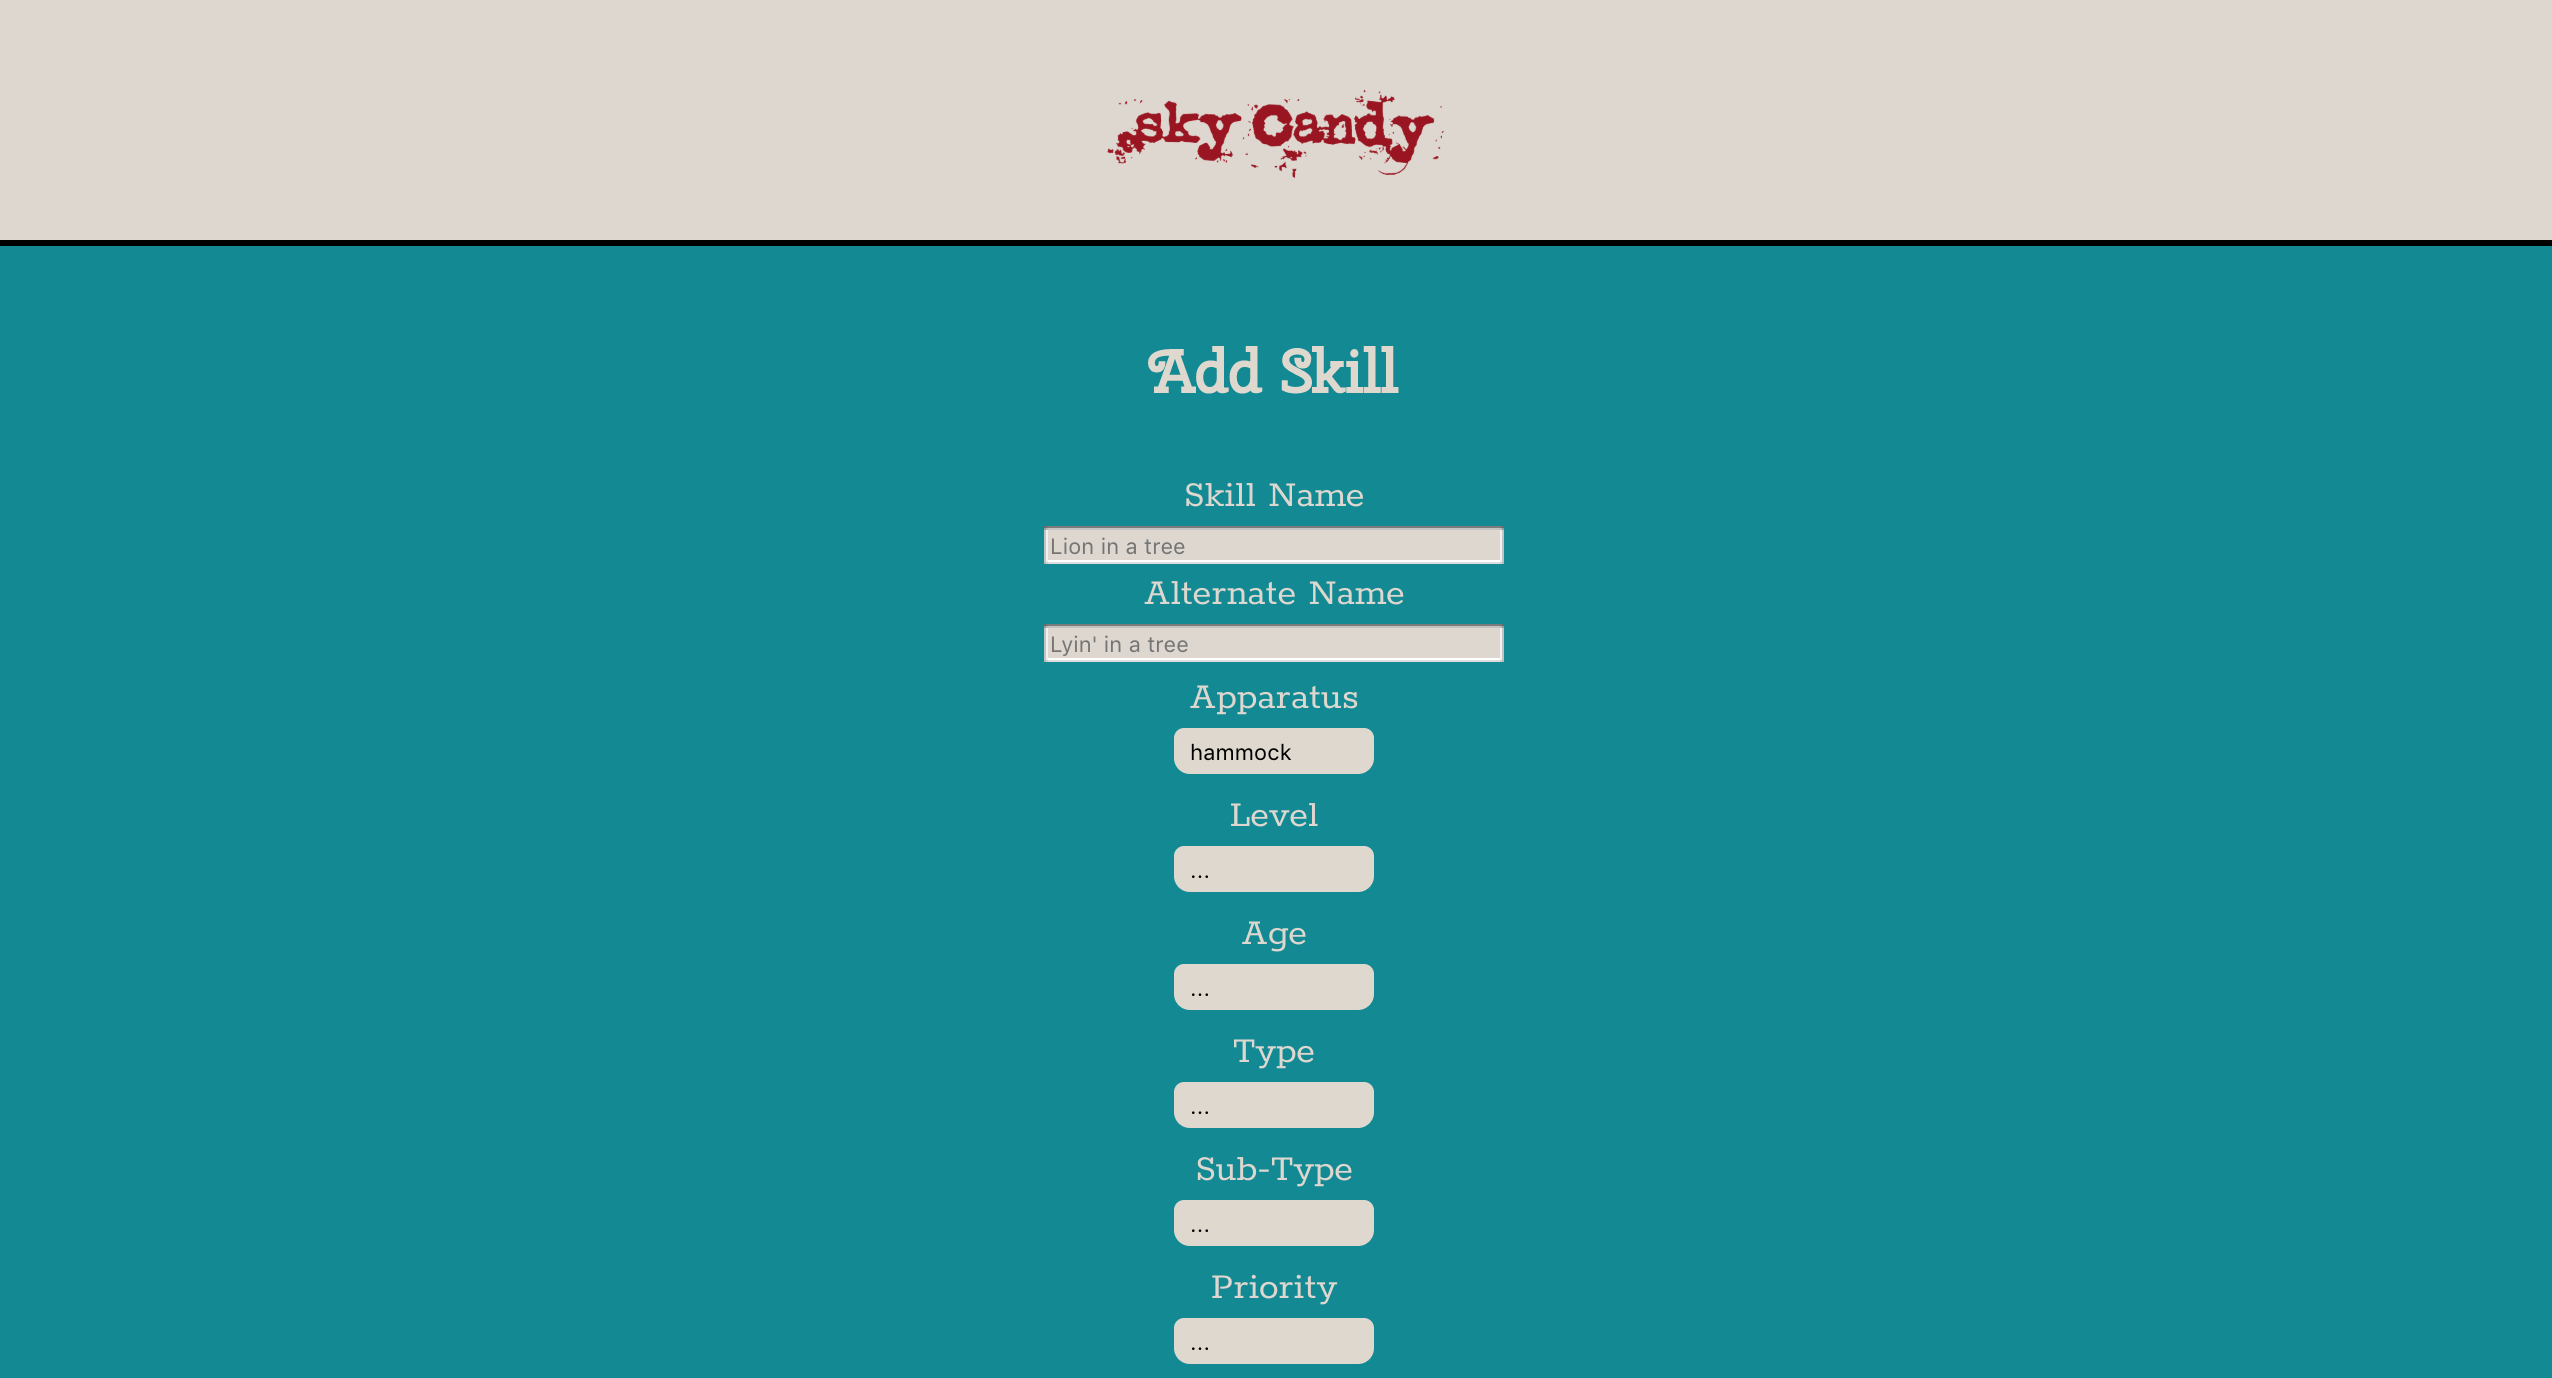 sky Candy
Add Skill
Skill Name
Lion in a tree
Alternate Name
Lyin' in a tree
Apparatus
hammock
Level
...
Age
...
Type
...
Sub-Type
...
Priority
...